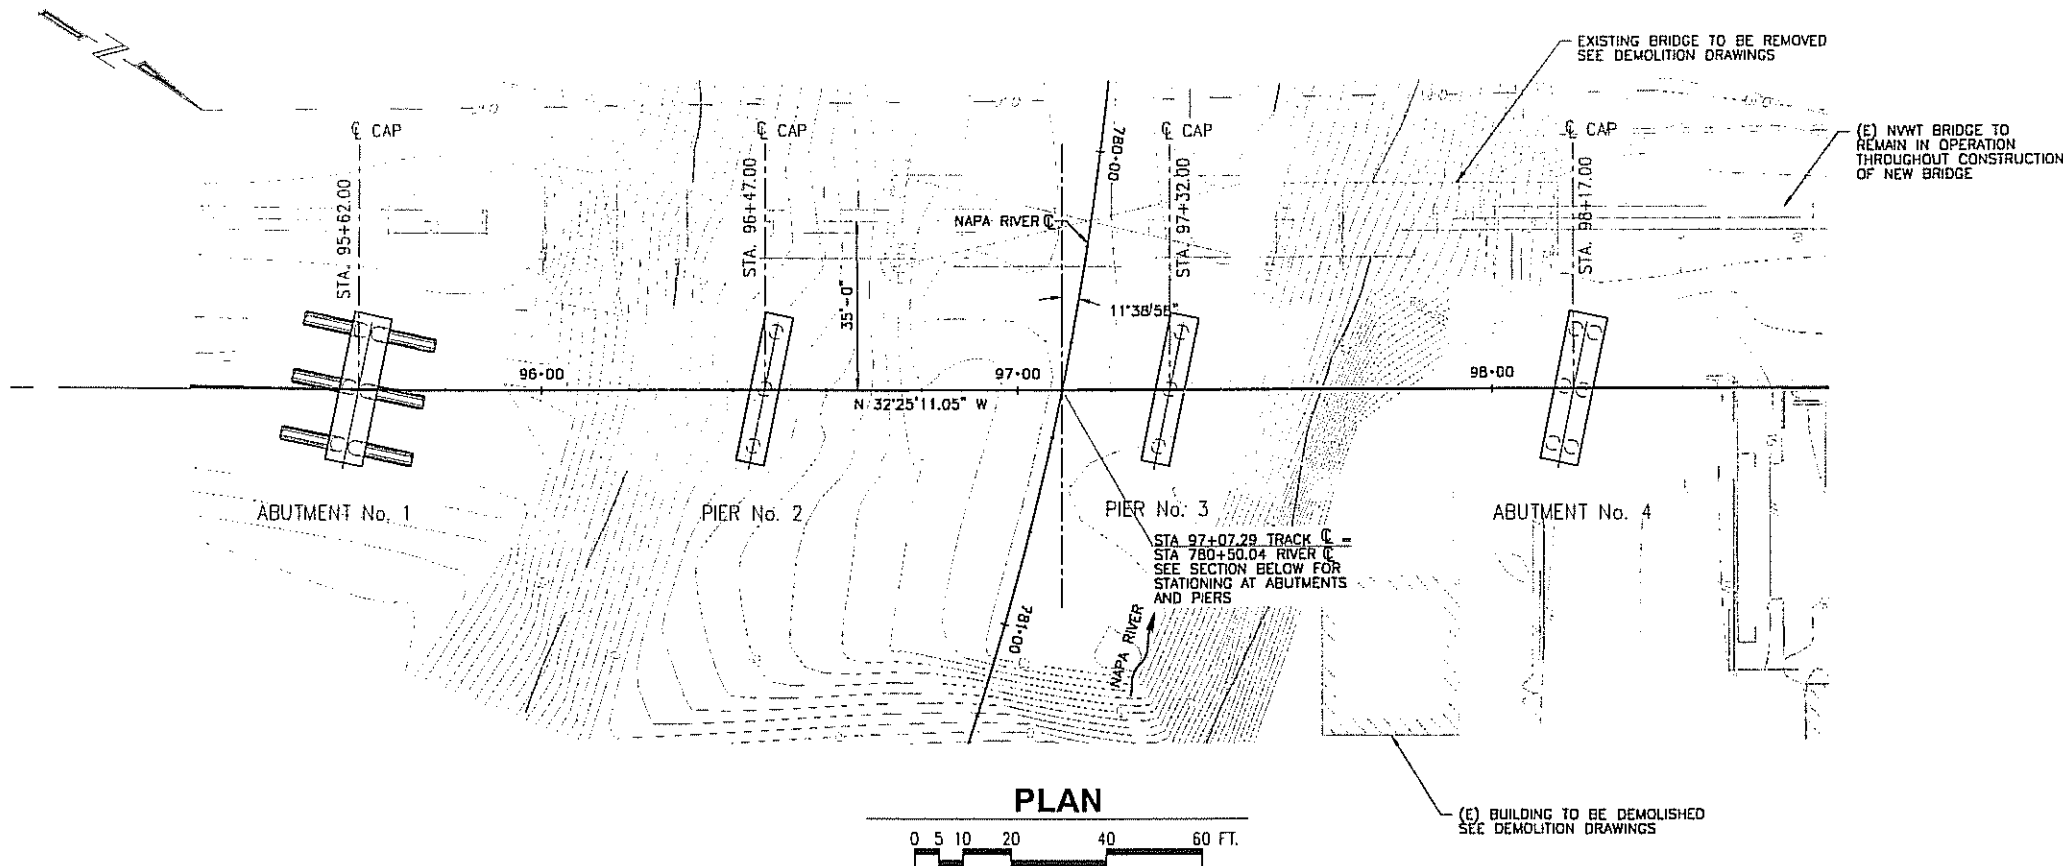 N
EXISTING BRIDGE TO BE REMOVED
SEE DEMOLITION DRAWINGS
(E) NVWT BRIDGE TO
REMAIN IN OPERATION
THROUGHOUT CONSTRUCTION
OF NEW BRIDGE
℄ CAP
℄ CAP
℄ CAP
℄ CAP
STA. 95+62.00
STA. 96+47.00
STA. 97+32.00
STA. 98+17.00
780+00
NAPA RIVER ℄
35'-0"
11°38'56"
96+00
97+00
98+00
N 32°25'11.05" W
ABUTMENT No. 1
PIER No. 2
PIER No. 3
ABUTMENT No. 4
STA 97+07.29 TRACK ℄ =
STA 780+50.04 RIVER ℄
SEE SECTION BELOW FOR
STATIONING AT ABUTMENTS
AND PIERS
781+00
NAPA RIVER
PLAN
0 5 10 20 40 60 FT.
(E) BUILDING TO BE DEMOLISHED
SEE DEMOLITION DRAWINGS